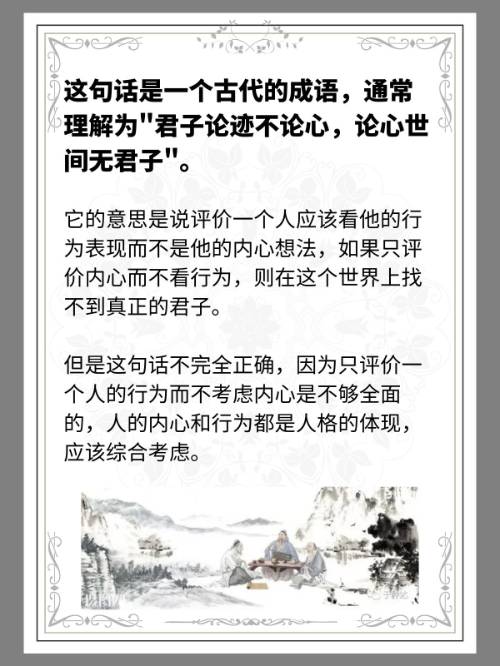 这句话是一个古代的成语，通常
理解为"君子论迹不论心，论心世
间无君子"。
它的意思是说评价一个人应该看他的行
为表现而不是他的内心想法，如果只评
价内心而不看行为，则在这个世界上找
不到真正的君子。
但是这句话不完全正确，因为只评价一
个人的行为而不考虑内心是不够全面
的，人的内心和行为都是人格的体现，
应该综合考虑。